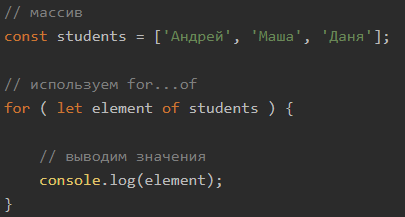 // массив
const students = ['Андрей', 'Маша', 'Даня'];
// используем for...of
for ( let element of students ) {
// выводим значения
console.log(element);
}